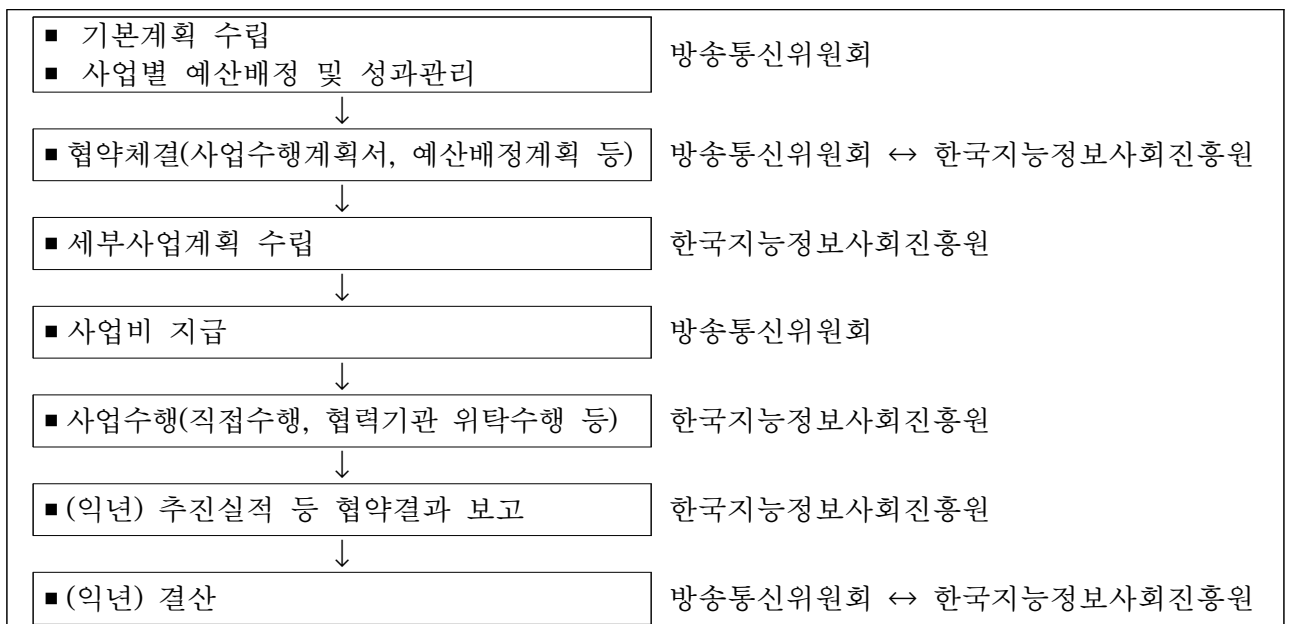 ▪ 기본계획 수립
▪ 사업별 예산배정 및 성과관리
방송통신위원회
↓
▪ 협약체결(사업수행계획서, 예산배정계획 등) 방송통신위원회 ↔ 한국지능정보사회진흥원
↓
▪ 세부사업계획 수립 한국지능정보사회진흥원
↓
▪ 사업비 지급 방송통신위원회
↓
▪ 사업수행(직접수행, 협력기관 위탁수행 등) 한국지능정보사회진흥원
↓
▪ (익년) 추진실적 등 협약결과 보고 한국지능정보사회진흥원
↓
▪ (익년) 결산 방송통신위원회 ↔ 한국지능정보사회진흥원